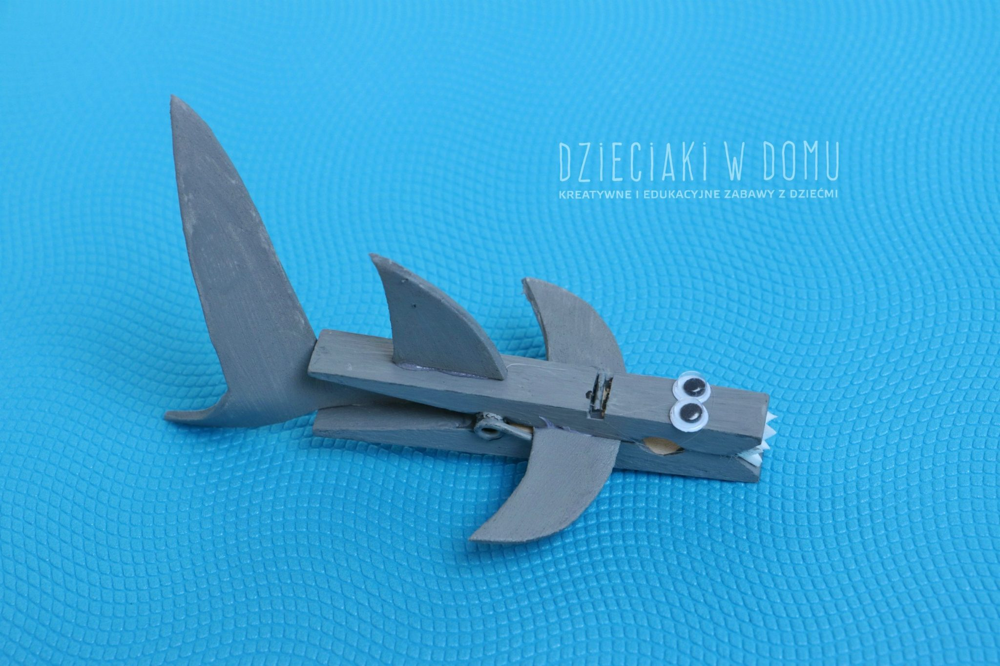 DZiECiAKi W DOMU
KREATYWNE I EDUKACYJNE ZABAWY Z DZIEĆMI